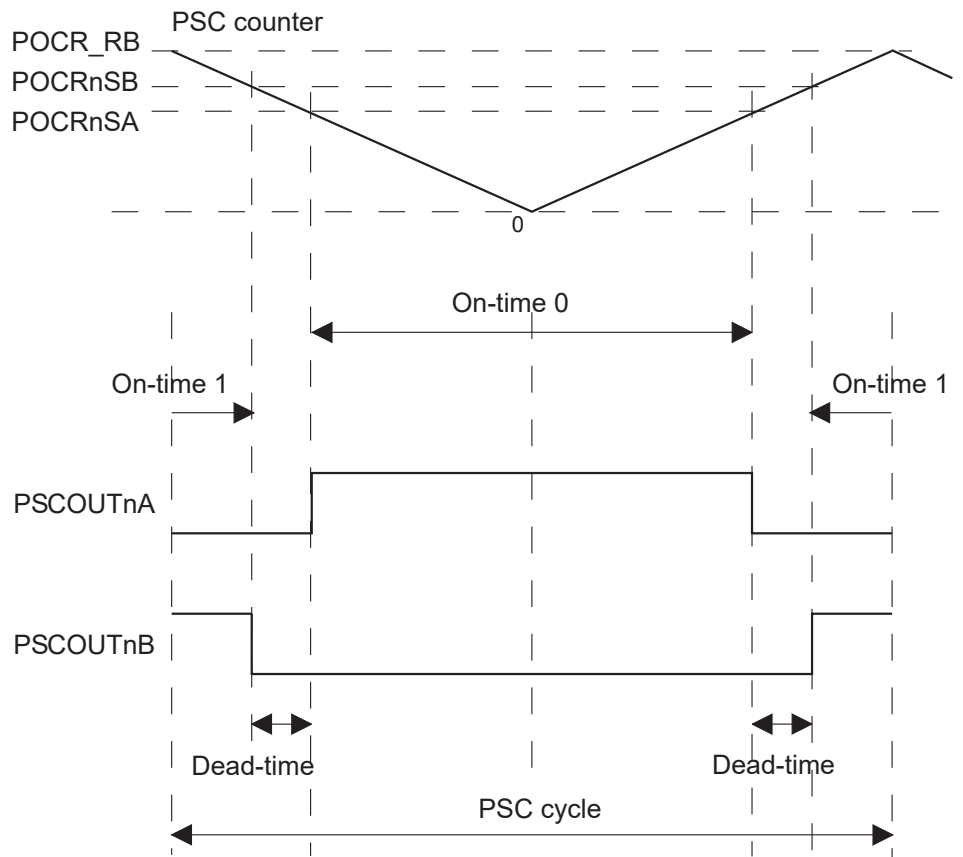 PSC counter
POCR_RB
POCRnSB
POCRnSA
0
On-time 0
On-time 1
On-time 1
PSCOUTnA
PSCOUTnB
Dead-time
Dead-time
PSC cycle